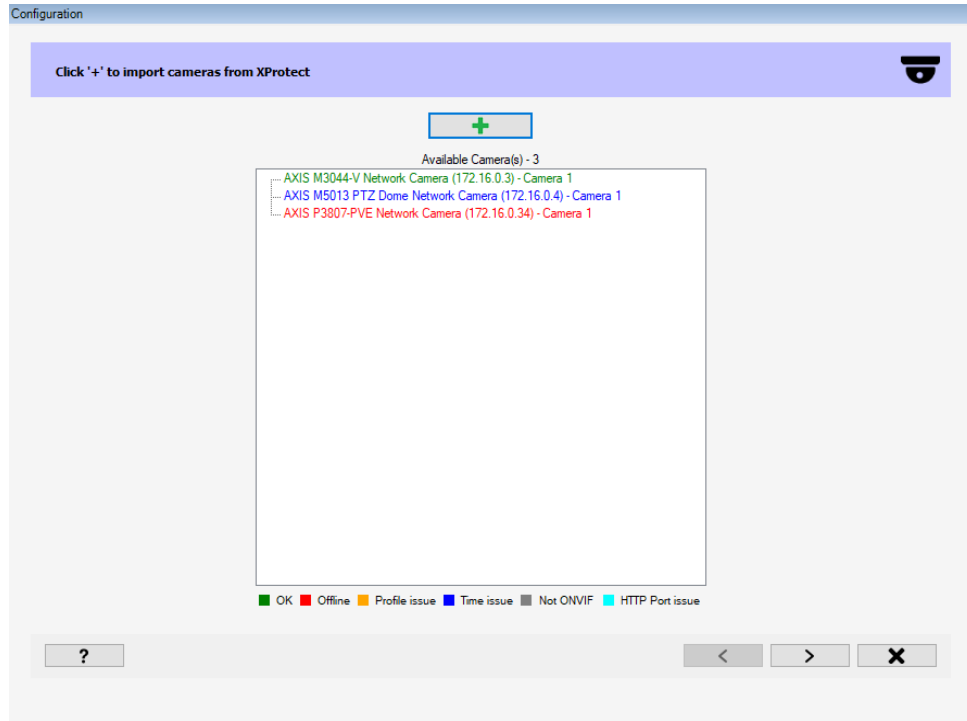 Configuration
Click '+' to import cameras from XProtect
Available Camera(s) - 3
AXIS M3044-V Network Camera (172.16.0.3) - Camera 1
AXIS M5013 PTZ Dome Network Camera (172.16.0.4) - Camera 1
AXIS P3807-PVE Network Camera (172.16.0.34) - Camera 1
OK Offline Profile issue Time issue Not ONVIF HTTP Port issue
? < >